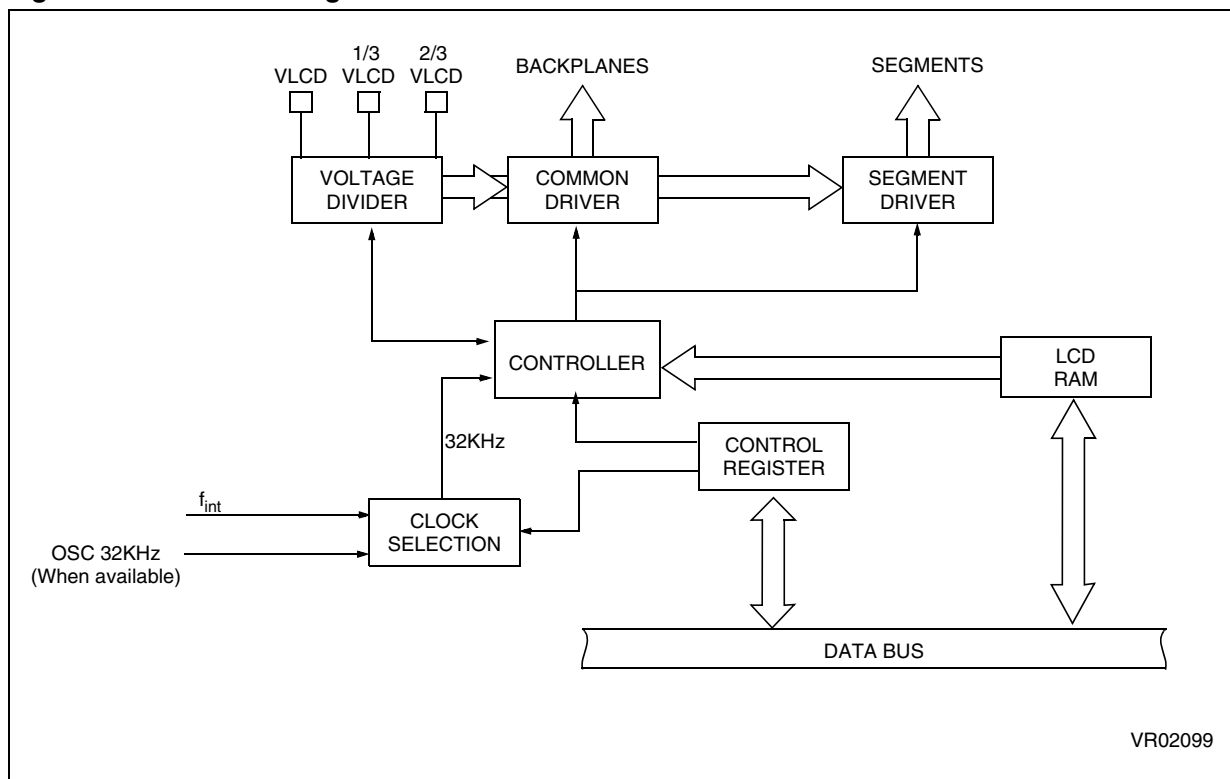 1/3
2/3
VLCD
VLCD
VLCD
BACKPLANES
SEGMENTS
VOLTAGE
DIVIDER
COMMON
DRIVER
SEGMENT
DRIVER
CONTROLLER
LCD
RAM
32KHz
CONTROL
REGISTER
fint
CLOCK
SELECTION
OSC 32KHz
(When available)
DATA BUS
VR02099